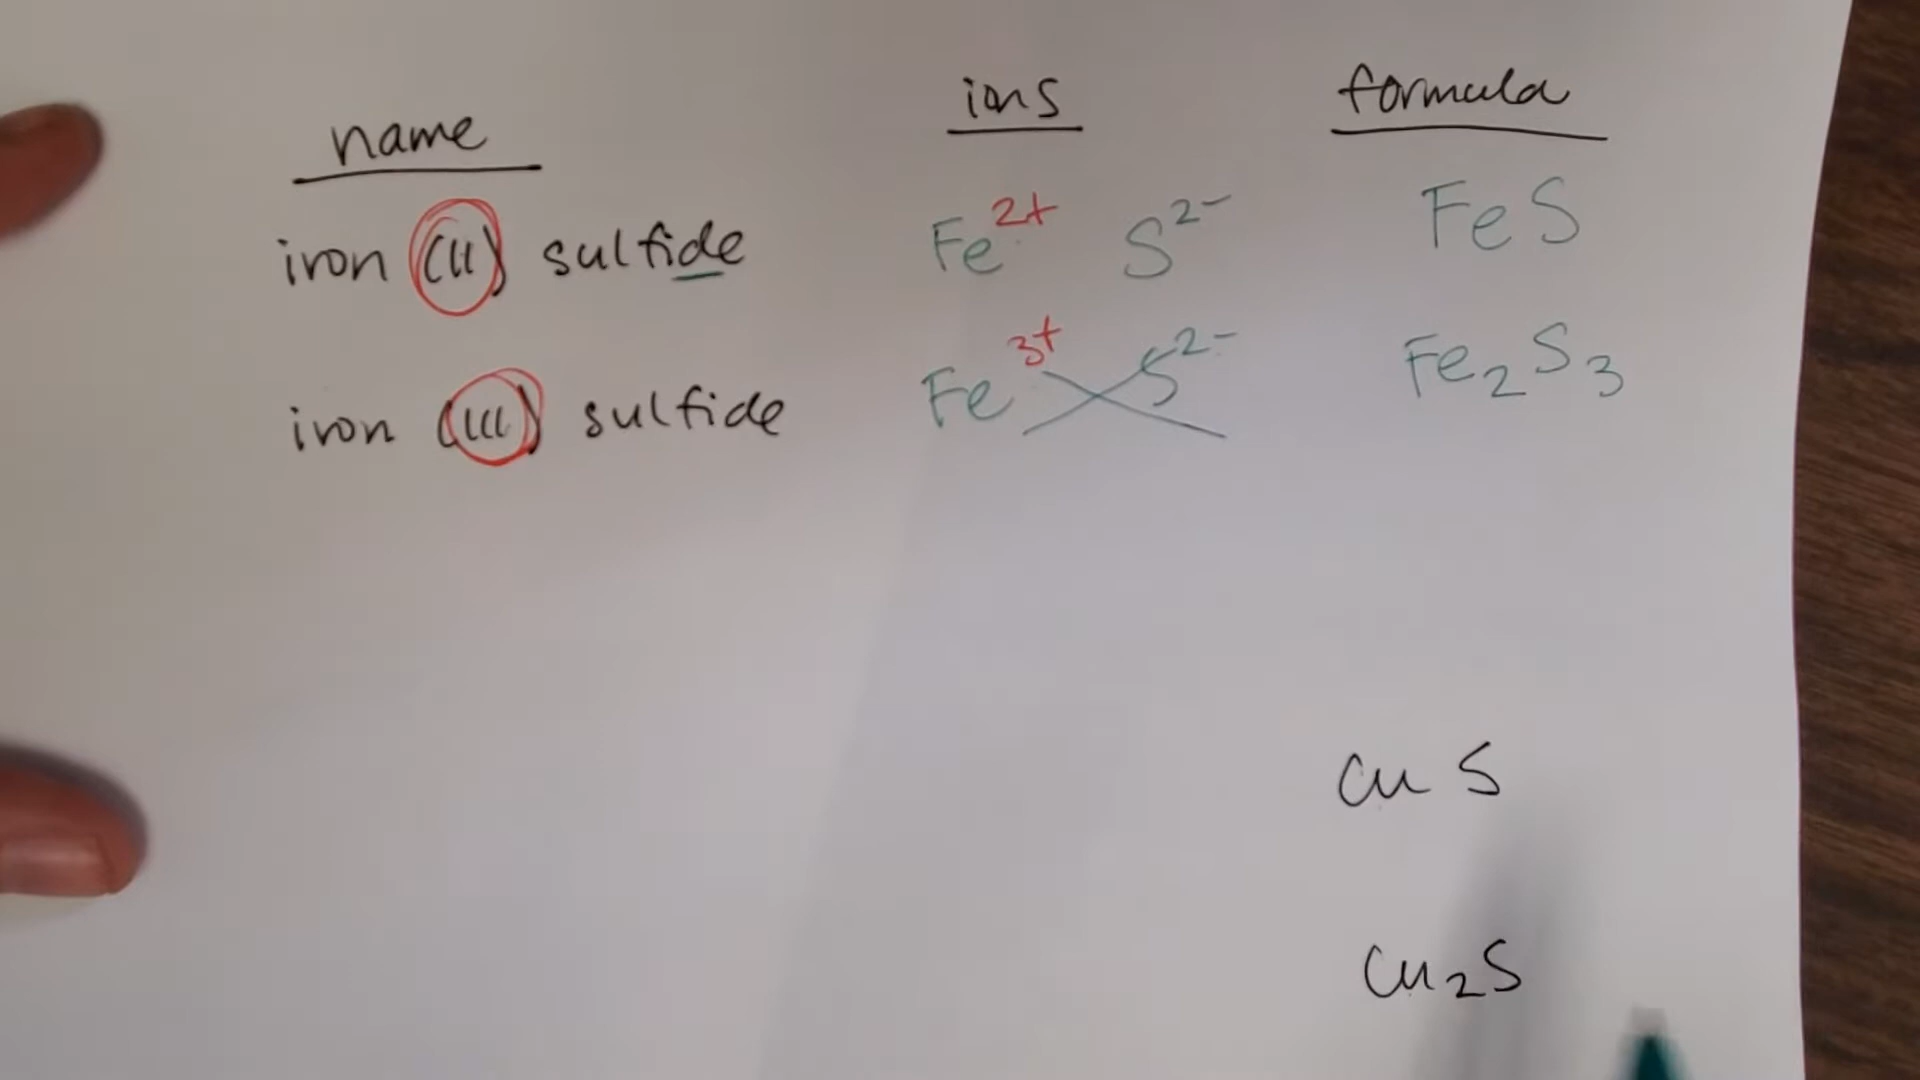 name ions formula
iron (II) sulfide Fe²⁺ S²⁻ FeS
iron (III) sulfide Fe³⁺ S²⁻ Fe₂S₃
CuS
Cu₂S